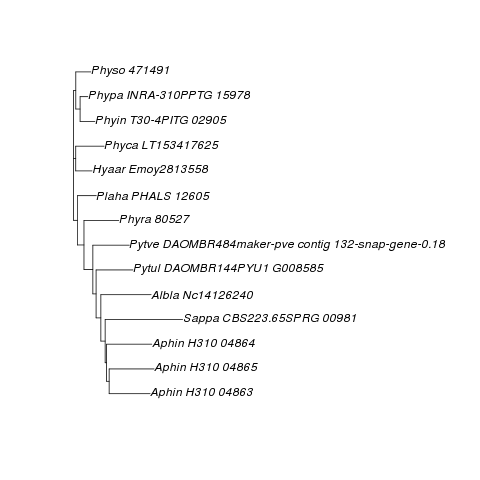 Physo 471491
Phypa INRA-310PPTG 15978
Phyin T30-4PITG 02905
Phyca LT153417625
Hyaar Emoy2813558
Plaha PHALS 12605
Phyra 80527
Pytve DAOMBR484maker-pve contig 132-snap-gene-0.18
Pytul DAOMBR144PYU1 G008585
Albla Nc14126240
Sappa CBS223.65SPRG 00981
Aphin H310 04864
Aphin H310 04865
Aphin H310 04863